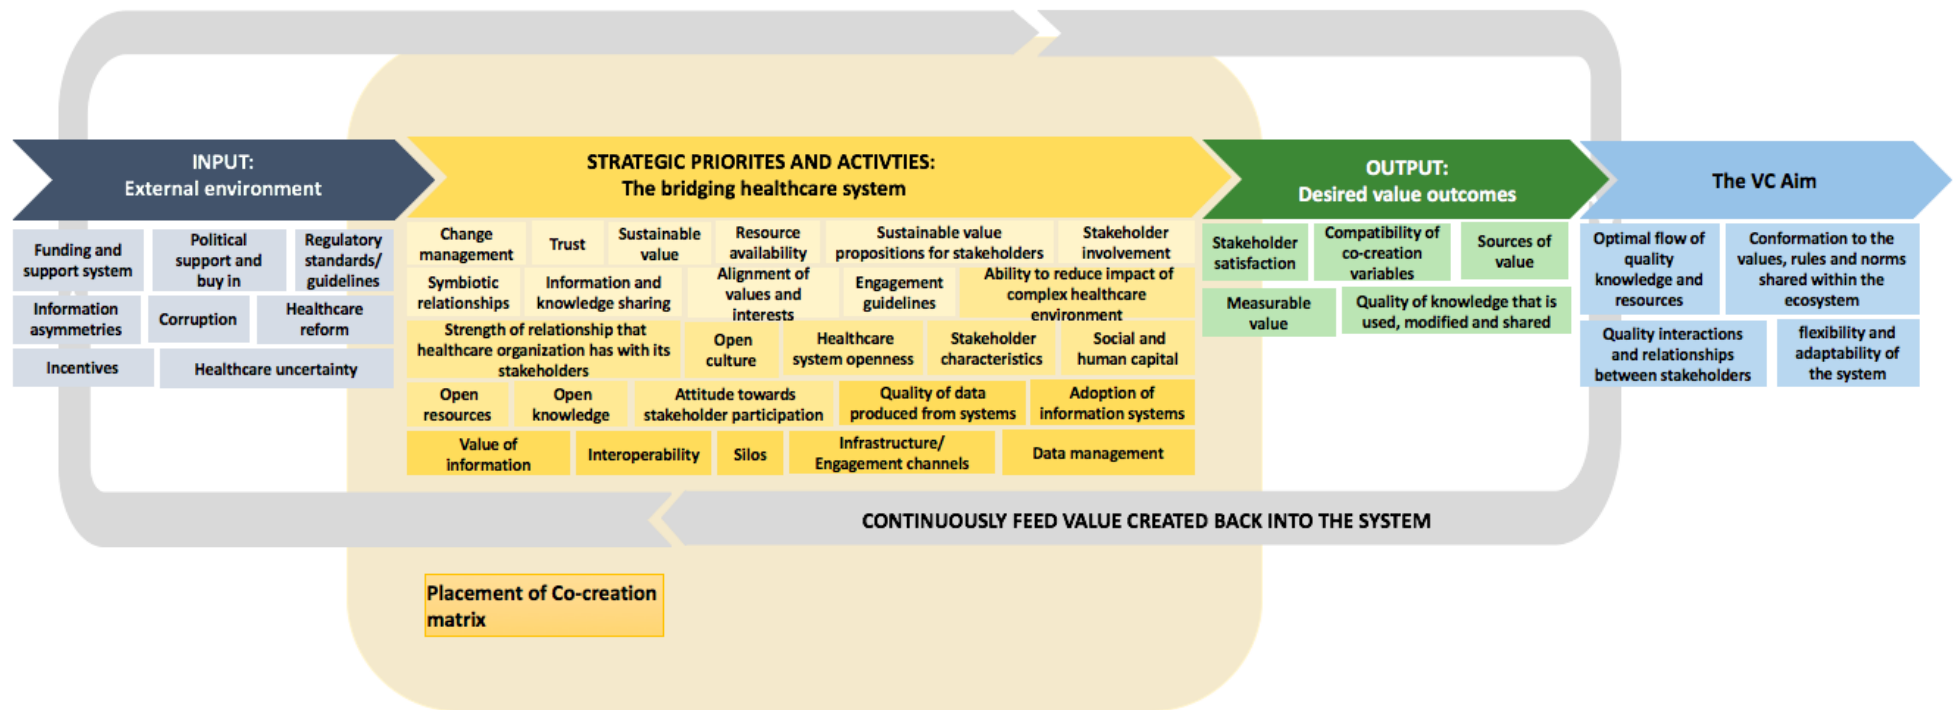 INPUT:
External environment
STRATEGIC PRIORITES AND ACTIVTIES:
The bridging healthcare system
OUTPUT:
Desired value outcomes
The VC Aim
Funding and
support system
Political
support and
buy in
Regulatory
standards/
guidelines
Information
asymmetries
Corruption
Healthcare
reform
Incentives
Healthcare uncertainty
Change
management
Trust
Sustainable
value
Resource
availability
Sustainable value
propositions for stakeholders
Stakeholder
involvement
Symbiotic
relationships
Information and
knowledge sharing
Alignment of
values and
interests
Engagement
guidelines
Ability to reduce impact of
complex healthcare
environment
Strength of relationship that
healthcare organization has with its
stakeholders
Open
culture
Healthcare
system openness
Stakeholder
characteristics
Social and
human capital
Open
resources
Open
knowledge
Attitude towards
stakeholder participation
Quality of data
produced from systems
Adoption of
information systems
Value of
information
Interoperability
Silos
Infrastructure/
Engagement channels
Data management
Stakeholder
satisfaction
Compatibility of
co-creation
variables
Sources of
value
Measurable
value
Quality of knowledge that is
used, modified and shared
Optimal flow of
quality
knowledge and
resources
Conformation to the
values, rules and norms
shared within the
ecosystem
Quality interactions
and relationships
between stakeholders
flexibility and
adaptability of
the system
CONTINUOUSLY FEED VALUE CREATED BACK INTO THE SYSTEM
Placement of Co-creation
matrix